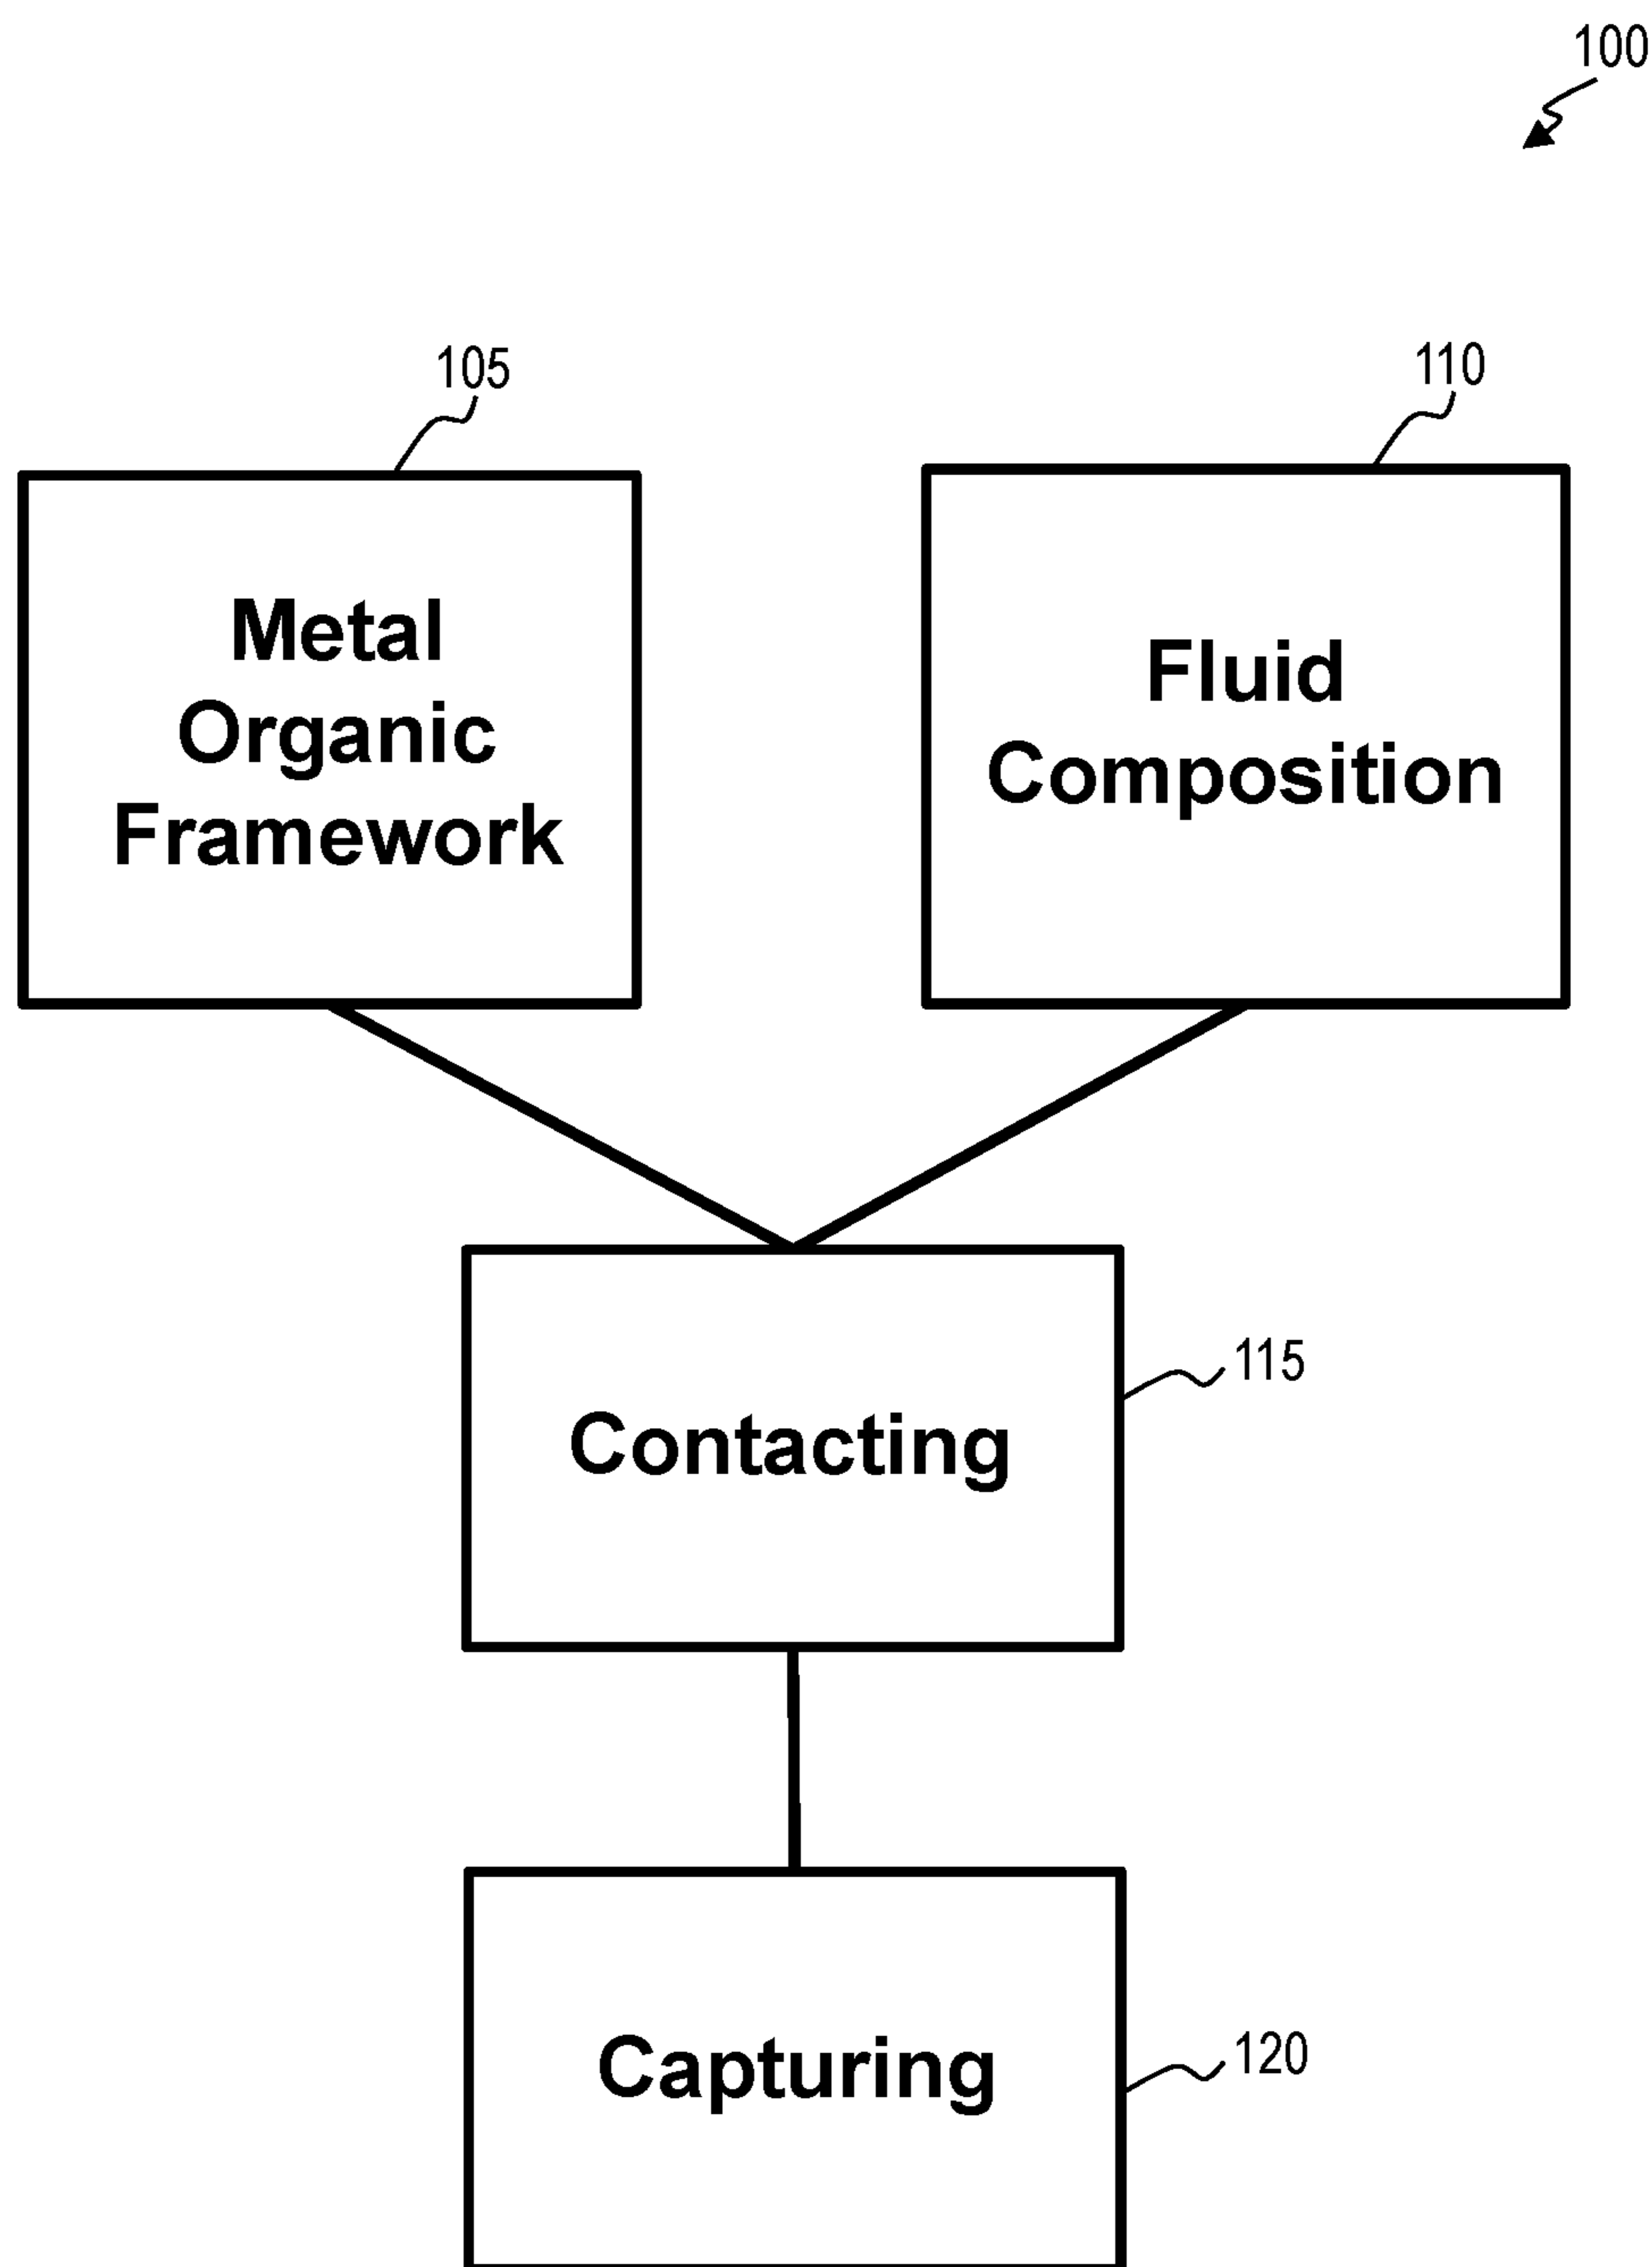 100
105
110
Metal
Organic
Framework
Fluid
Composition
115
Contacting
120
Capturing